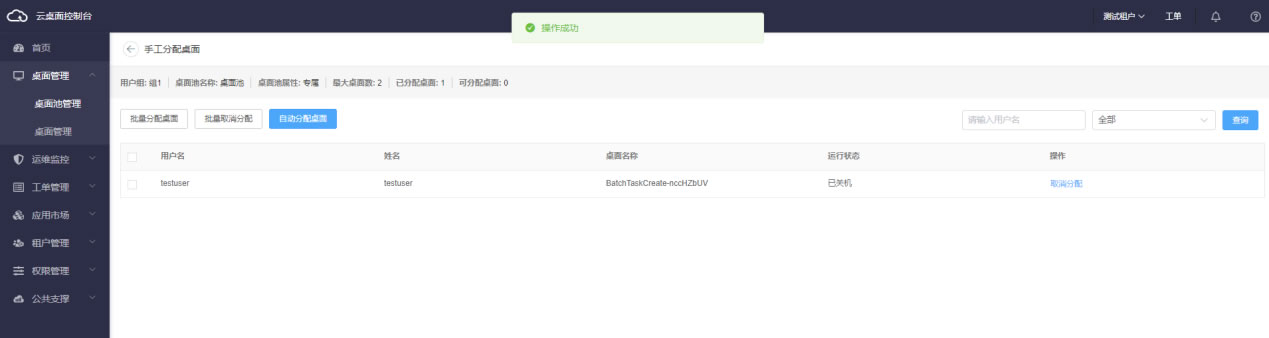 云桌面控制台
操作成功
测试租户 工单
首页
桌面管理
桌面池管理
桌面管理
运维监控
工单管理
应用市场
租户管理
权限管理
公共支撑
手工分配桌面
用户组: 组1 桌面池名称: 桌面池 桌面池属性: 专属 最大桌面数: 2 已分配桌面: 1 可分配桌面: 0
批量分配桌面 批量取消分配 自动分配桌面 请输入用户名 全部 查询
用户名 姓名 桌面名称 运行状态 操作
testuser testuser BatchTaskCreate-nccHZbUV 已关机 取消分配